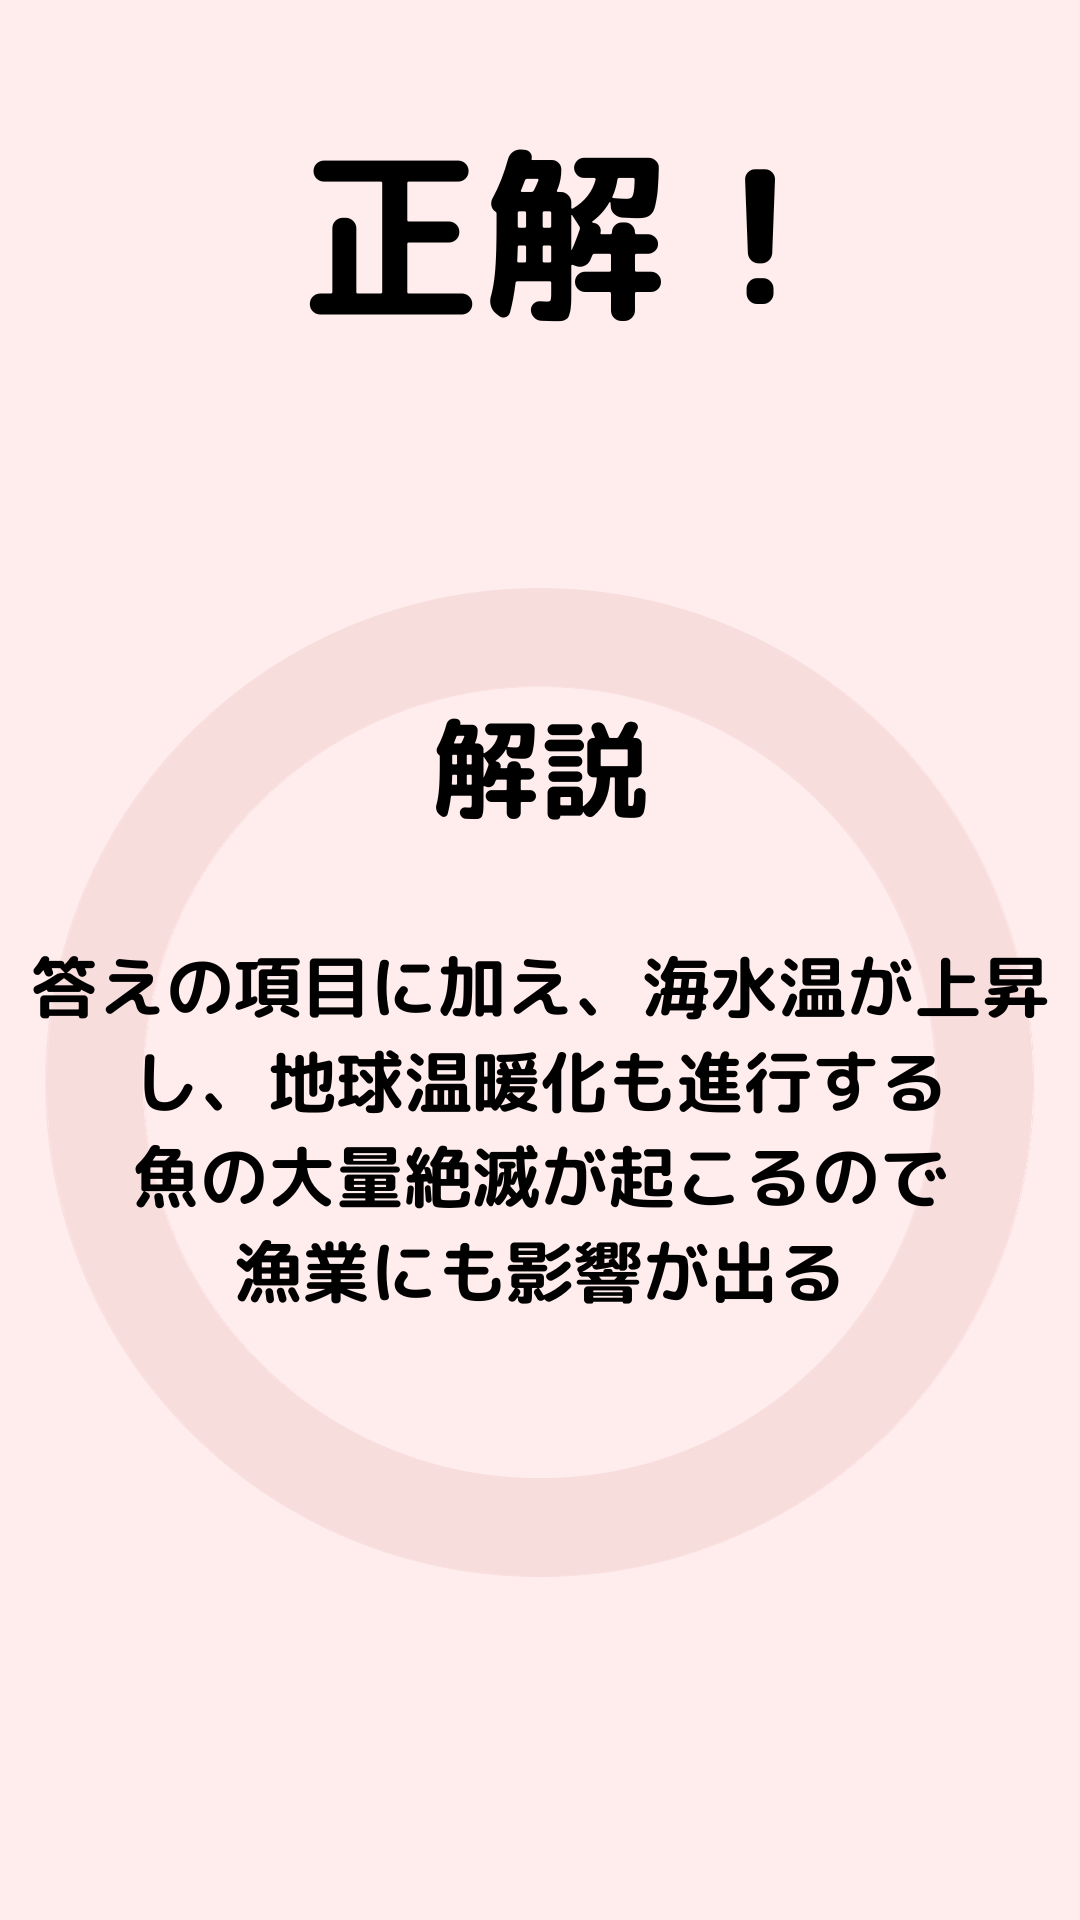 正解！
解説
答えの項目に加え、海水温が上昇
し、地球温暖化も進行する
魚の大量絶滅が起こるので
漁業にも影響が出る